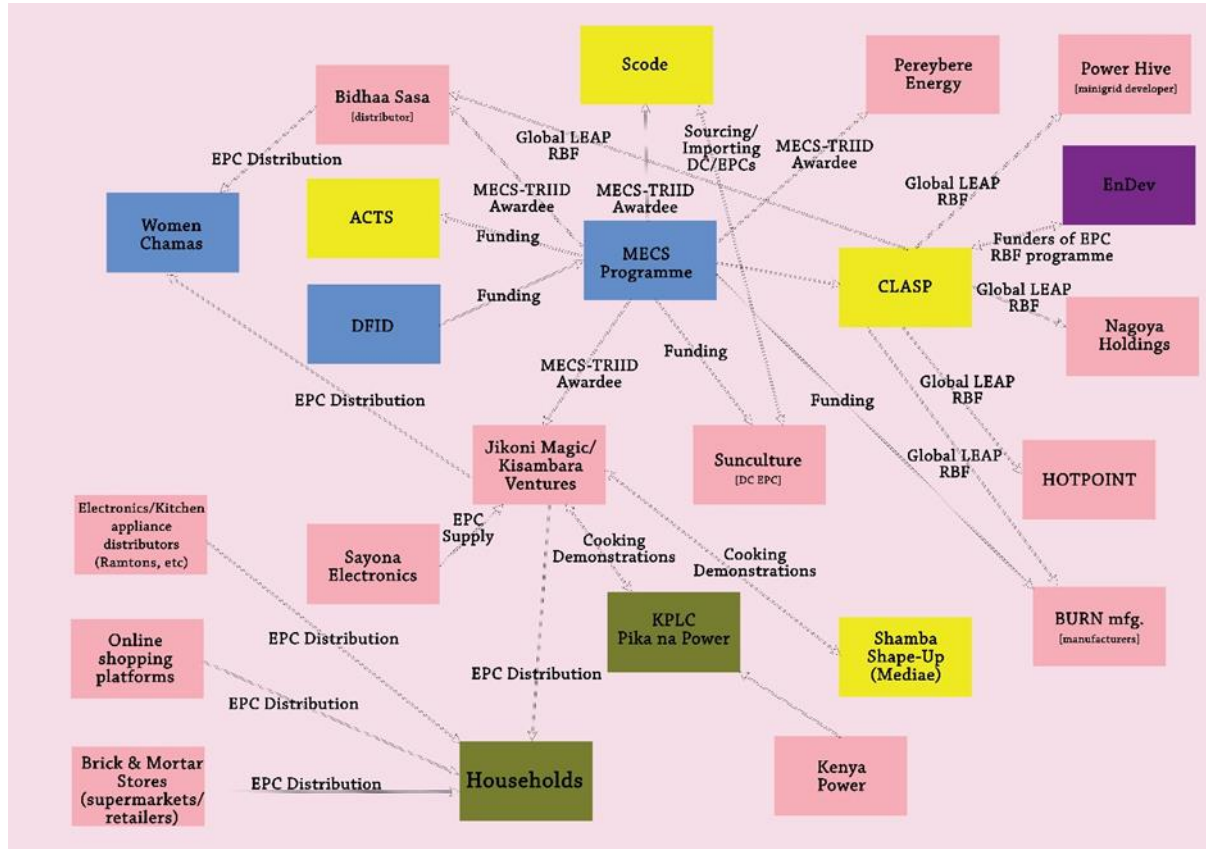 Scode
Pereybere
Energy
Power Hive
[minigrid developer]
Bidhaa Sasa
[distributor]
Global LEAP
RBF
Sourcing/
Importing
DC/EPCs
MECS-TRIID
Awardee
EPC Distribution
MECS-TRIID
Awardee
MECS-TRIID
Awardee
Global LEAP
RBF
EnDev
Women
Chamas
ACTS
Funding
MECS
Programme
Funders of EPC
RBF programme
CLASP
Global LEAP
RBF
Nagoya
Holdings
DFID
Funding
MECS-TRIID
Awardee
Funding
EPC Distribution
Funding
Global LEAP
RBF
Jikoni Magic/
Kisambara
Ventures
Sunculture
[DC EPC]
Global LEAP
RBF
HOTPOINT
Electronics/Kitchen
appliance
distributors
(Ramtons, etc)
EPC
Supply
Sayona
Electronics
Cooking
Demonstrations
Cooking
Demonstrations
KPLC
Pika na Power
BURN mfg.
[manufacturers]
Shamba
Shape-Up
(Mediae)
Online
shopping
platforms
EPC Distribution
EPC Distribution
EPC Distribution
Brick & Mortar
Stores
(supermarkets/
retailers)
EPC Distribution
Households
Kenya
Power